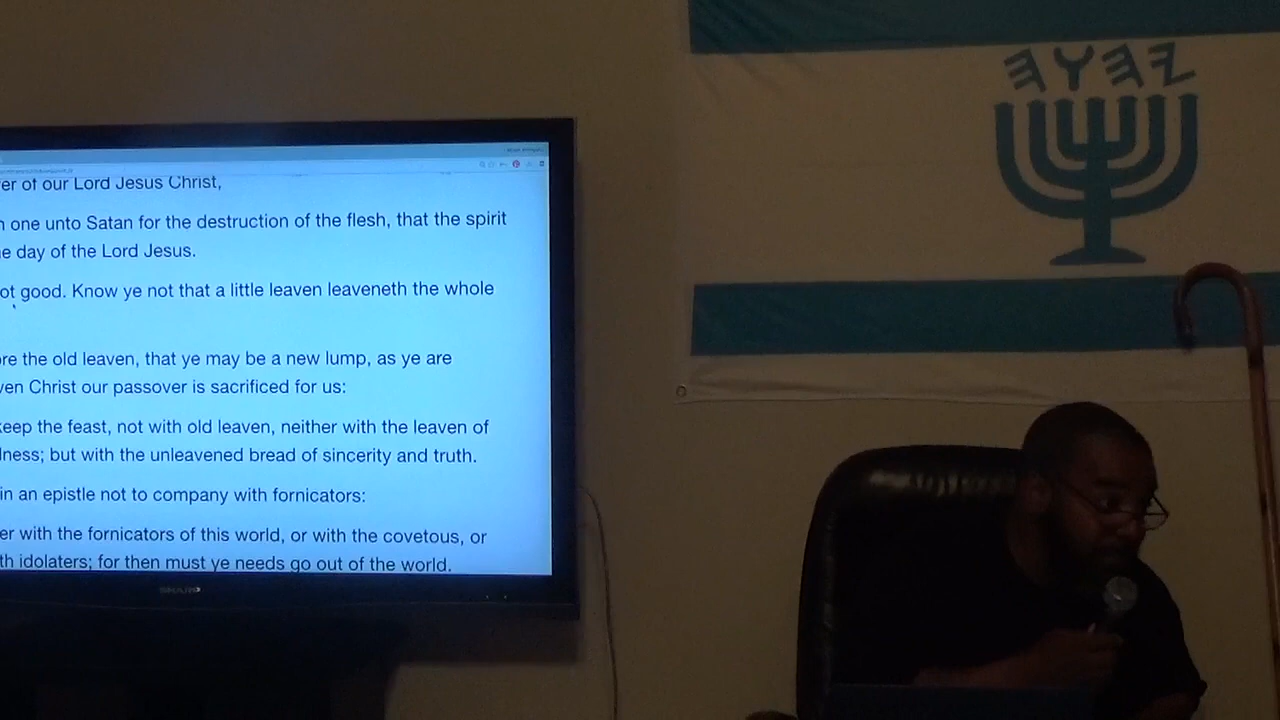 𐤉𐤄𐤅𐤄
er of our Lord Jesus Christ,
n one unto Satan for the destruction of the flesh, that the spirit
e day of the Lord Jesus.
ot good. Know ye not that a little leaven leaveneth the whole
re the old leaven, that ye may be a new lump, as ye are
ven Christ our passover is sacrificed for us:
keep the feast, not with old leaven, neither with the leaven of
ness; but with the unleavened bread of sincerity and truth.
in an epistle not to company with fornicators:
er with the fornicators of this world, or with the covetous, or
th idolaters; for then must ye needs go out of the world.
SHARP